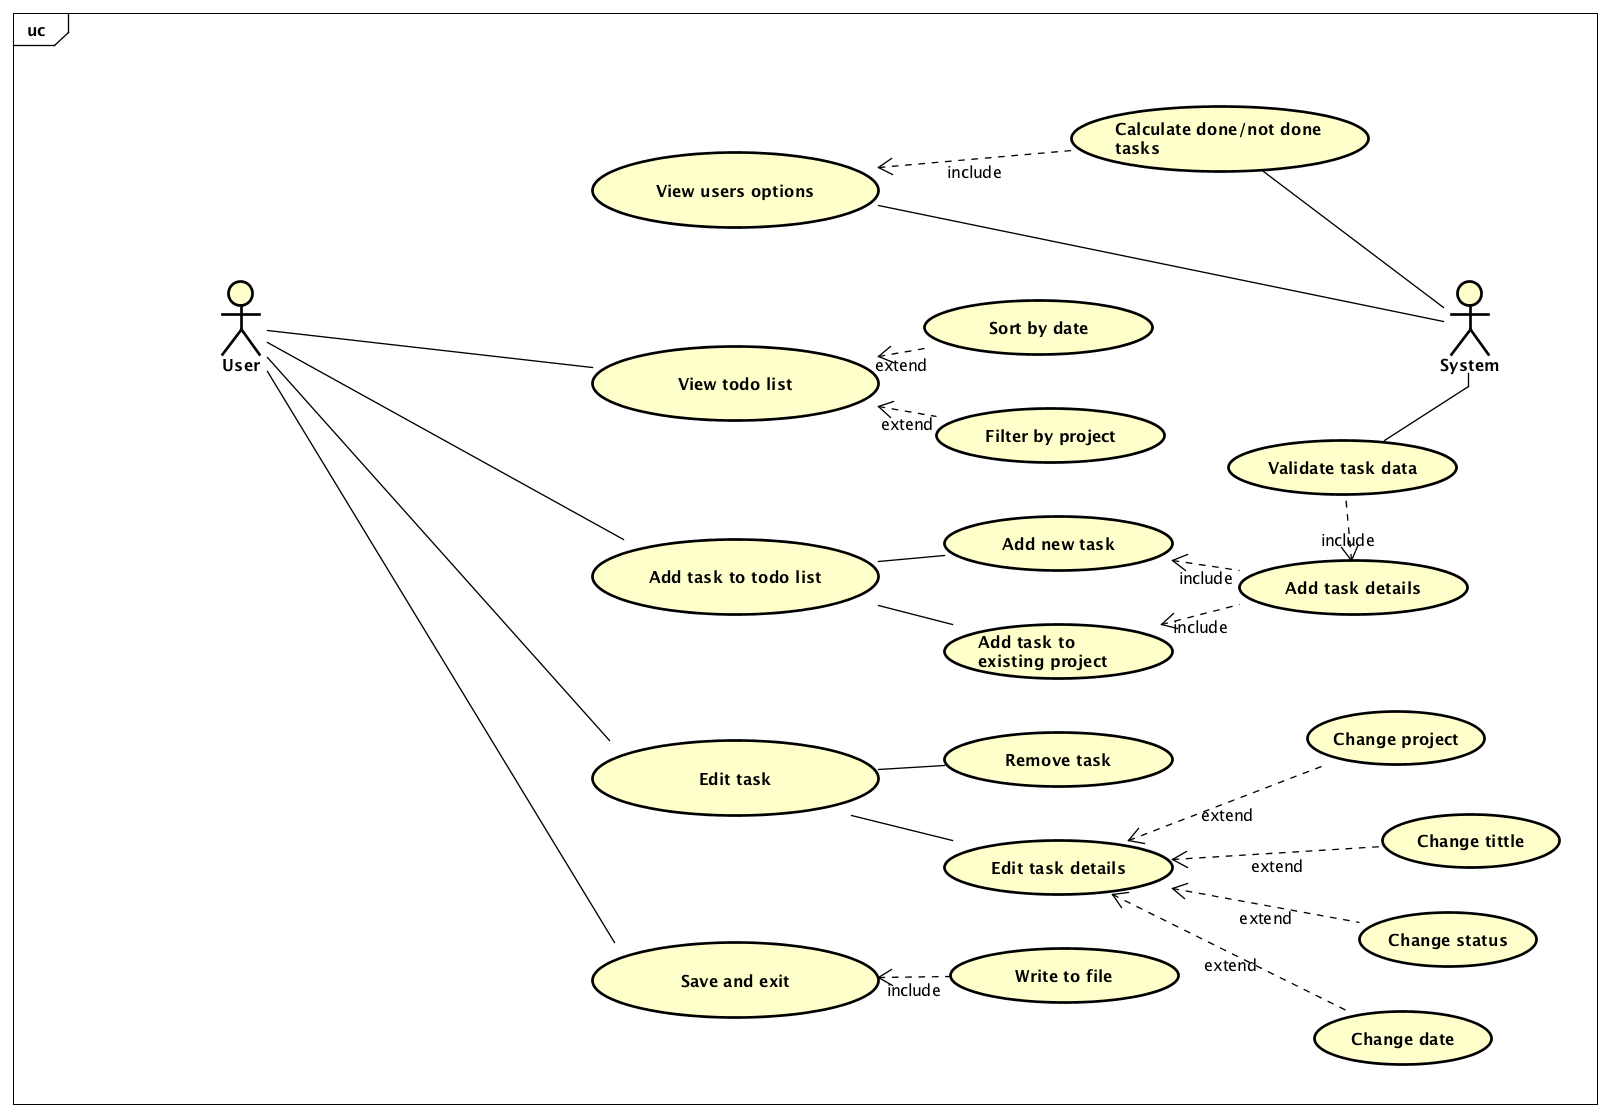 uc
Calculate done/not done
tasks
include
View users options
Sort by date
User
System
extend
View todo list
extend
Filter by project
Validate task data
include
Add new task
include
Add task to todo list
Add task details
include
Add task to
existing project
Change project
Remove task
Edit task
extend
Change tittle
extend
Edit task details
extend
Change status
extend
Save and exit
Write to file
include
Change date